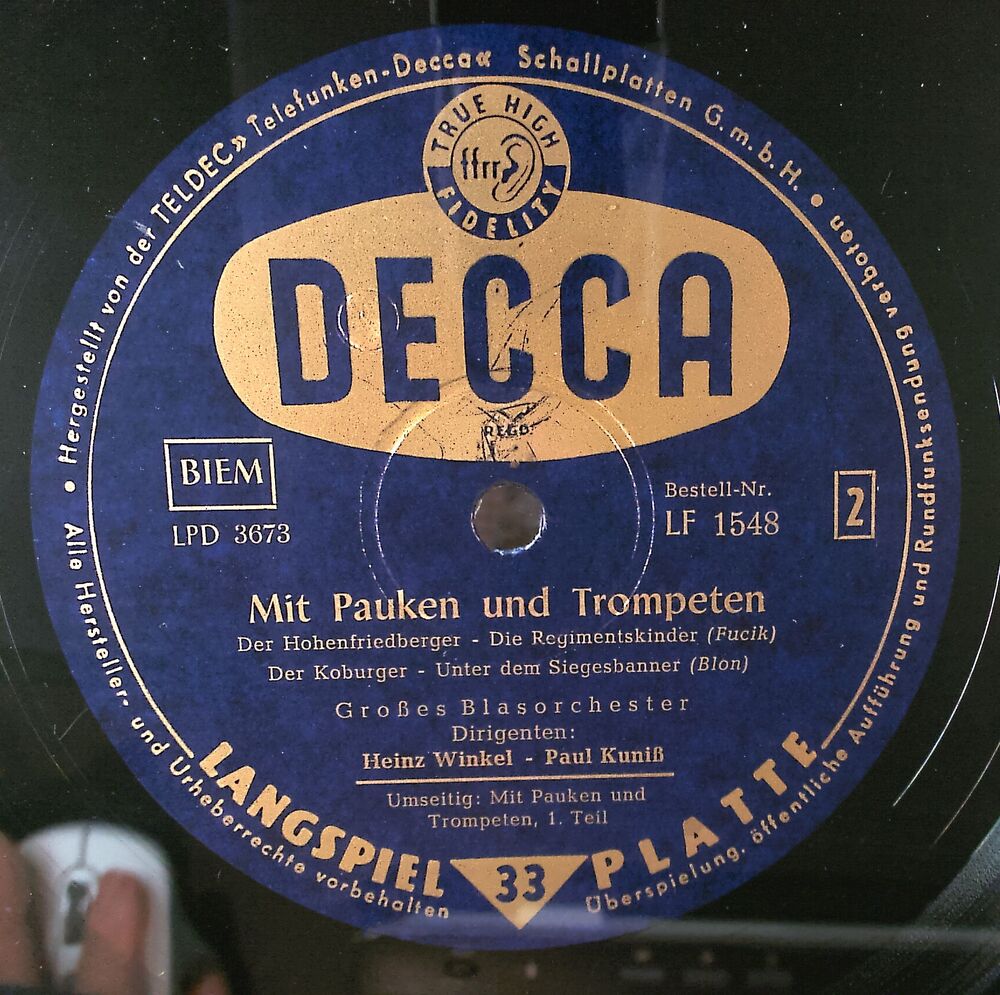 • Hergestellt von der TELDEC» Telefunken-Decca« Schallplatten G.m.b.H. •
Alle Hersteller- und Urheberrechte vorbehalten
Überspielung, öffentliche Aufführung und Rundfunksendung verboten
TRUE HIGH
ffrr
FIDELITY
DECCA
REGD.
BIEM
LPD 3673
Bestell-Nr.
LF 1548
2
Mit Pauken und Trompeten
Der Hohenfriedberger - Die Regimentskinder (Fucik)
Der Koburger - Unter dem Siegesbanner (Blon)
Großes Blasorchester
Dirigenten:
Heinz Winkel - Paul Kuniß
Umseitig: Mit Pauken und
Trompeten, 1. Teil
LANGSPIEL 33 PLATTE